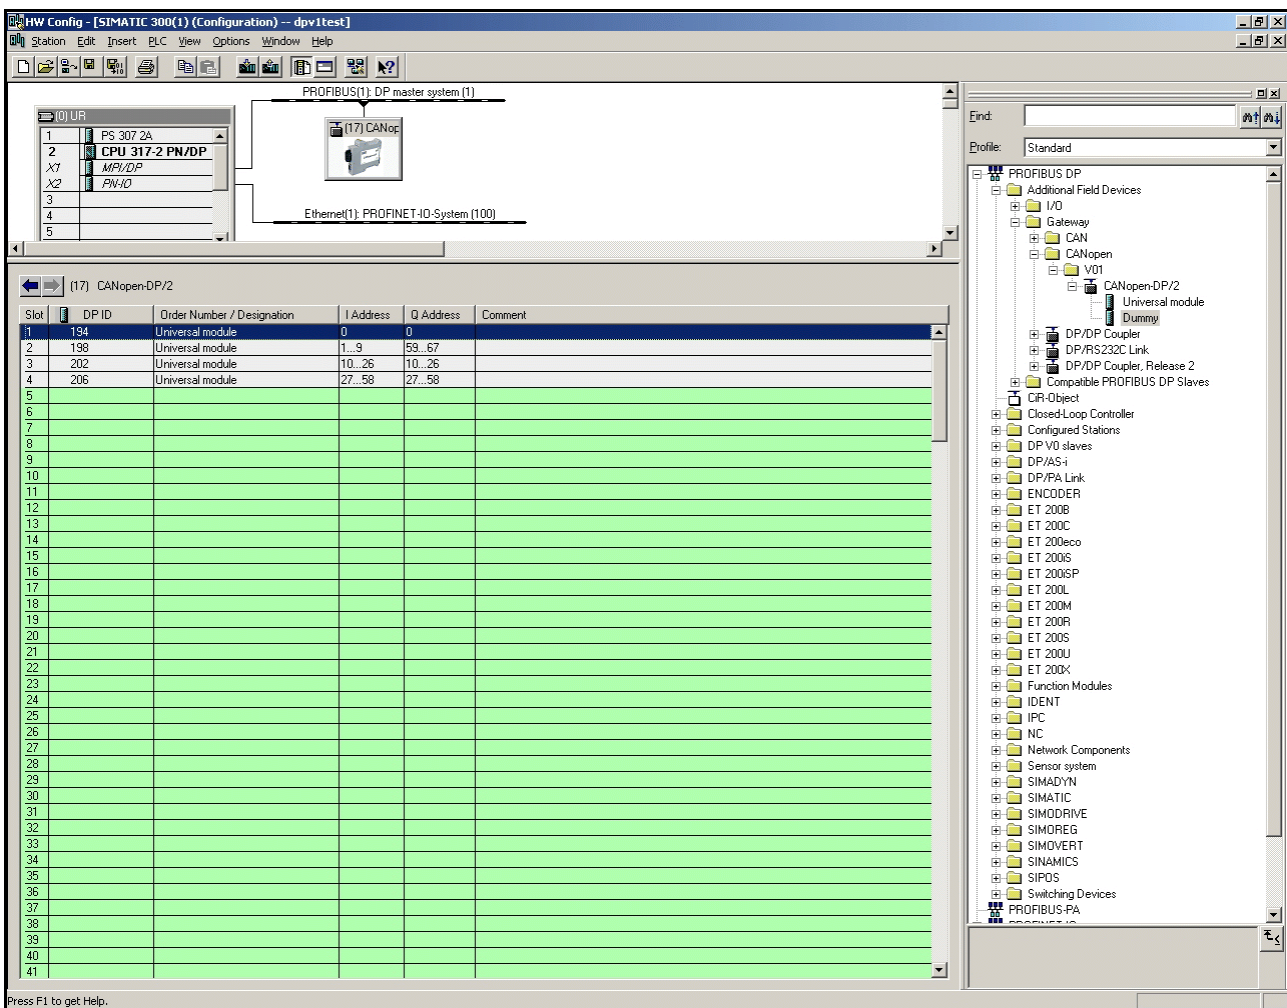 HW Config - [SIMATIC 300(1) (Configuration) -- dpv1test]
Station Edit Insert PLC View Options Window Help
PROFIBUS(1): DP master system (1)
(0) UR
1 PS 307 2A
2 CPU 317-2 PN/DP
X1 MPI/DP
X2 PN-IO
3
4
5
(17) CANop
Ethernet(1): PROFINET-IO-System (100)
(17) CANopen-DP/2
Slot DP ID Order Number / Designation I Address Q Address Comment
1 194 Universal module 0 0
2 198 Universal module 1...9 59...67
3 202 Universal module 10...26 10...26
4 206 Universal module 27...58 27...58
5
6
7
8
9
10
11
12
13
14
15
16
17
18
19
20
21
22
23
24
25
26
27
28
29
30
31
32
33
34
35
36
37
38
39
40
41
Find:
Profile: Standard
PROFIBUS DP
Additional Field Devices
I/O
Gateway
CAN
CANopen
V01
CANopen-DP/2
Universal module
Dummy
DP/DP Coupler
DP/RS232C Link
DP/DP Coupler, Release 2
Compatible PROFIBUS DP Slaves
CiR-Object
Closed-Loop Controller
Configured Stations
DP V0 slaves
DP/AS-i
DP/PA Link
ENCODER
ET 200B
ET 200C
ET 200eco
ET 200iS
ET 200iSP
ET 200L
ET 200M
ET 200R
ET 200S
ET 200U
ET 200X
Function Modules
IDENT
IPC
NC
Network Components
Sensor system
SIMADYN
SIMATIC
SIMODRIVE
SIMOREG
SIMOVERT
SINAMICS
SIPOS
Switching Devices
PROFIBUS-PA
Press F1 to get Help.